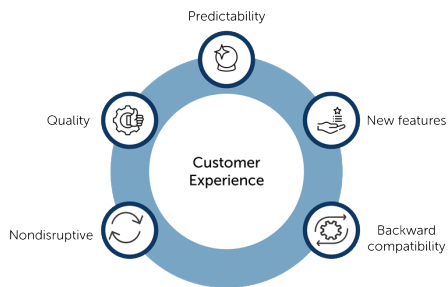 Predictability
Quality
New features
Customer
Experience
Nondisruptive
Backward
compatibility